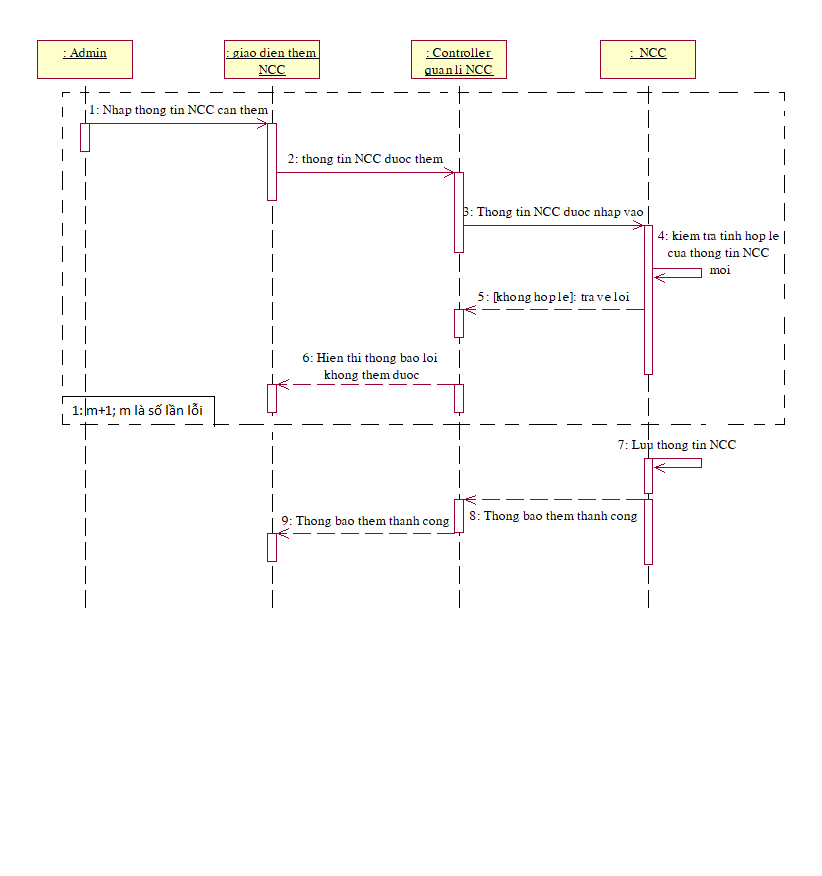 : Admin
: giao dien them
NCC
: Controller
quan li NCC
: NCC
1: Nhap thong tin NCC can them
2: thong tin NCC duoc them
3: Thong tin NCC duoc nhap vao
4: kiem tra tinh hop le
cua thong tin NCC
moi
5: [khong hop le]: tra ve loi
6: Hien thi thong bao loi
khong them duoc
1: m+1; m là số lần lỗi
7: Luu thong tin NCC
8: Thong bao them thanh cong
9: Thong bao them thanh cong